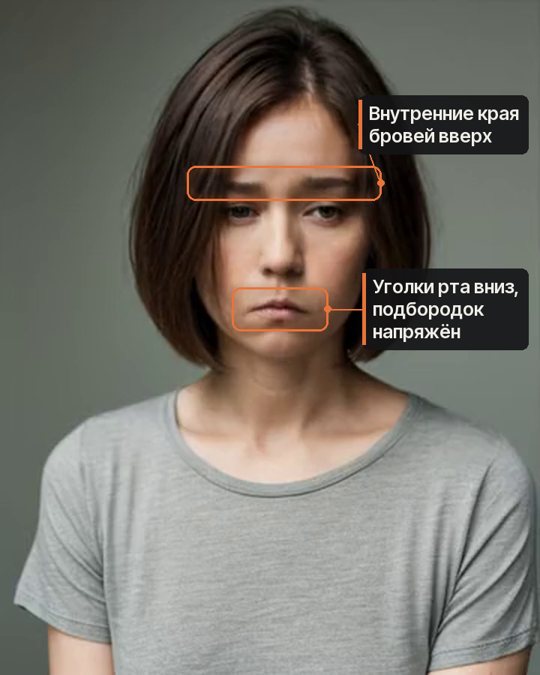 Внутренние края
бровей вверх
Уголки рта вниз,
подбородок
напряжён